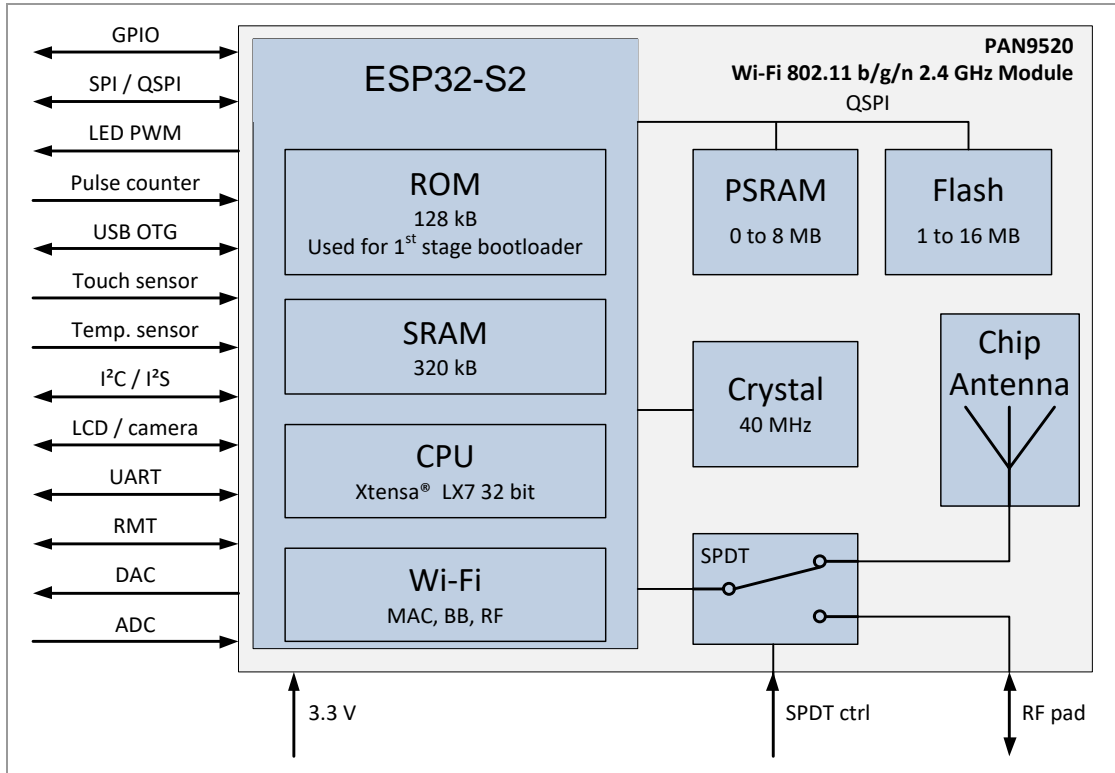 GPIO
SPI / QSPI
LED PWM
Pulse counter
USB OTG
Touch sensor
Temp. sensor
I²C / I²S
LCD / camera
UART
RMT
DAC
ADC
ESP32-S2
ROM
128 kB
Used for 1st stage bootloader
SRAM
320 kB
CPU
Xtensa® LX7 32 bit
Wi-Fi
MAC, BB, RF
PAN9520
Wi-Fi 802.11 b/g/n 2.4 GHz Module
QSPI
PSRAM
0 to 8 MB
Flash
1 to 16 MB
Crystal
40 MHz
Chip
Antenna
SPDT
3.3 V
SPDT ctrl
RF pad